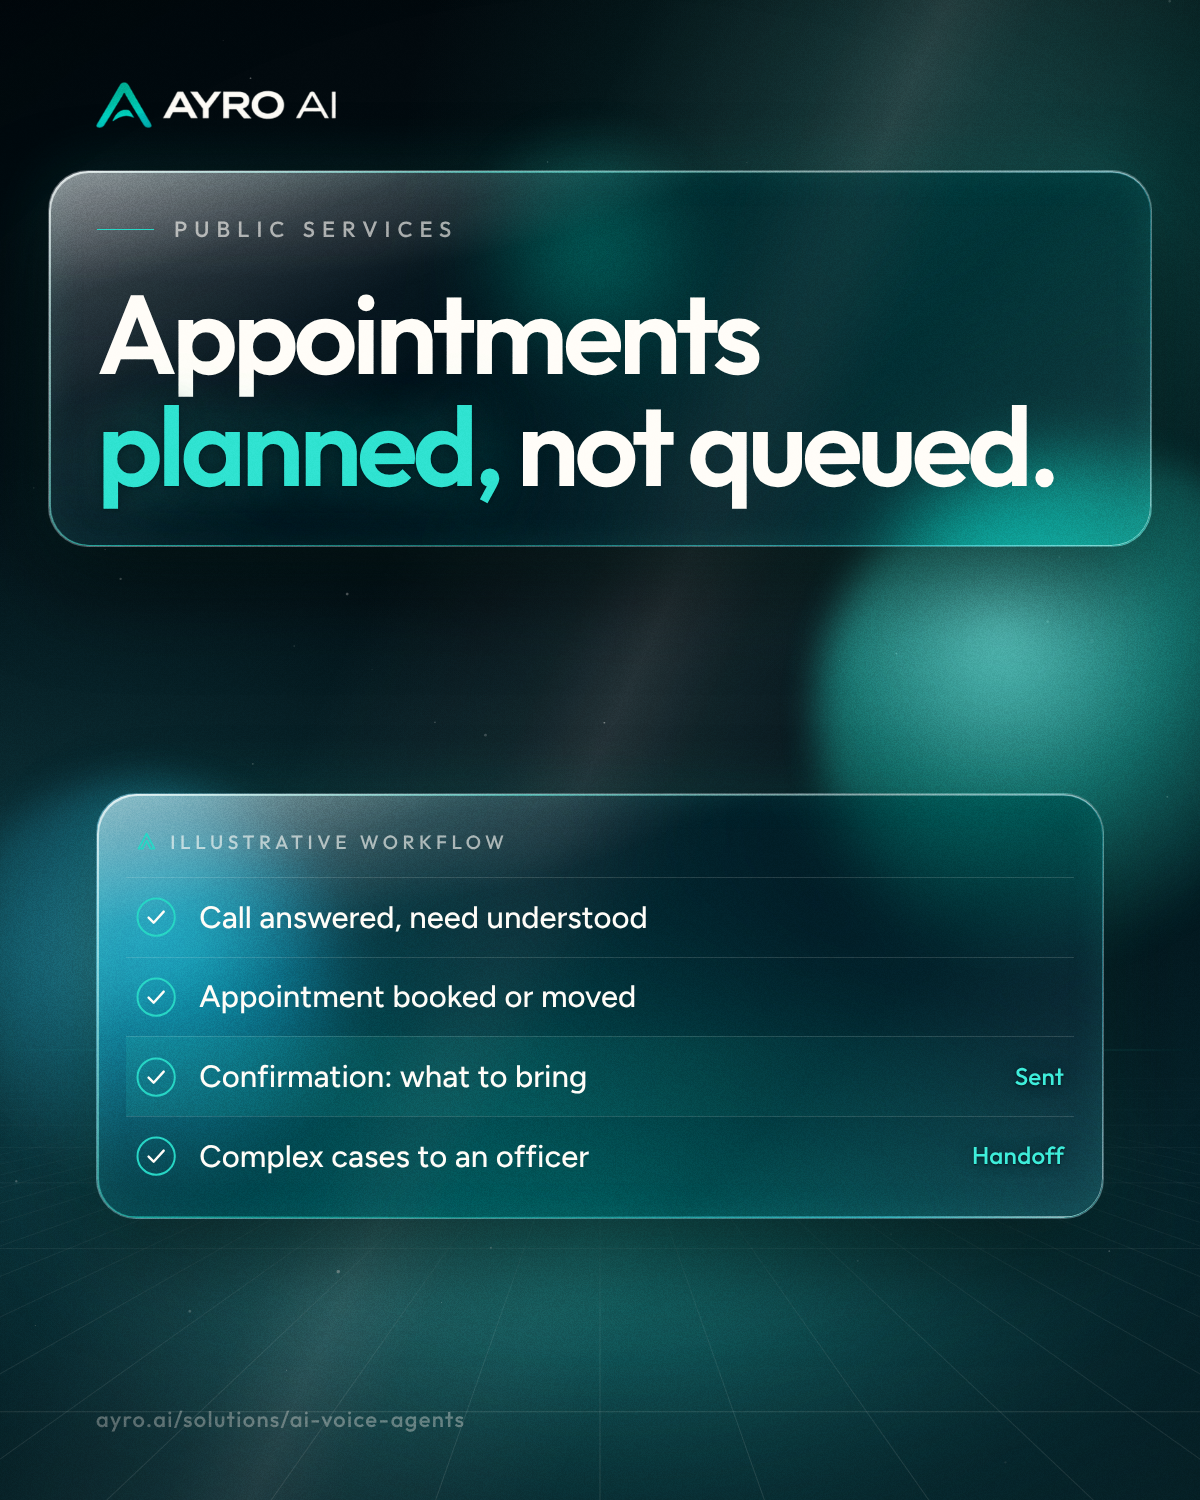 AYRO AI
PUBLIC SERVICES
Appointments
planned, not queued.
ILLUSTRATIVE WORKFLOW
Call answered, need understood
Appointment booked or moved
Confirmation: what to bring
Sent
Complex cases to an officer
Handoff
ayro.ai/solutions/ai-voice-agents